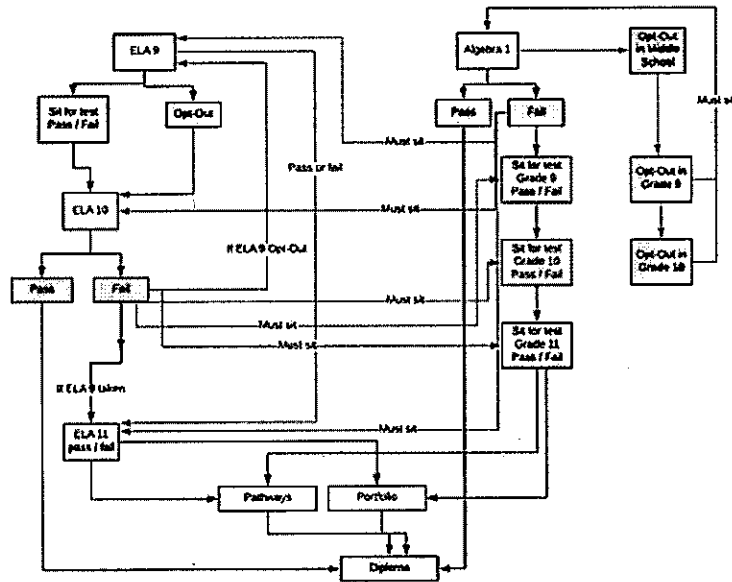 ELA 9
Algebra 1
Opt-Out
in Middle
School
Sit for test
Pass / Fail
Opt-Out
Pass
Fail
Must sit
Must sit
Pass or fail
Sit for test
Grade 9
Pass / Fail
Opt-Out in
Grade 9
ELA 10
Must sit
If ELA 9 Opt-Out
Sit for test
Grade 10
Pass / Fail
Opt-Out in
Grade 10
Pass
Fail
Must sit
Must sit
Must sit
Sit for test
Grade 11
Pass / Fail
If ELA 9 taken
ELA 11
pass / fail
Must sit
Pathways
Portfolio
Diploma